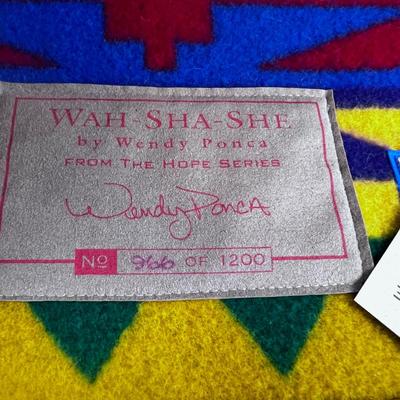 WAH-SHA-SHE
by Wendy Ponca
FROM THE HOPE SERIES
Wendy Ponca
No 966 OF 1200